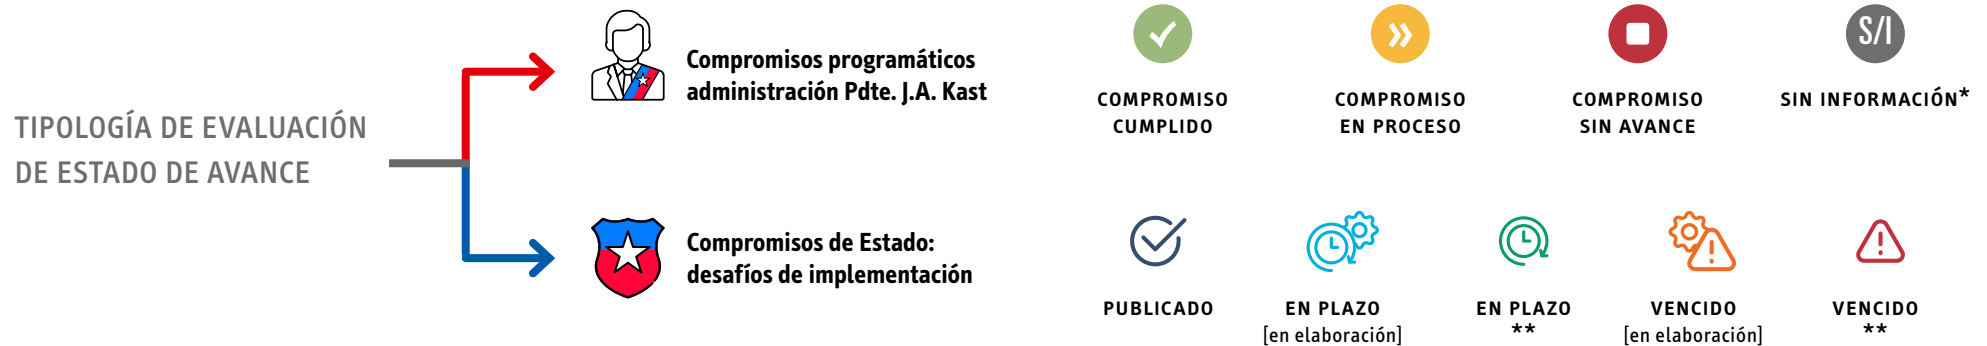 TIPOLOGÍA DE EVALUACIÓN
DE ESTADO DE AVANCE
Compromisos programáticos
administración Pdte. J.A. Kast
S/I
COMPROMISO
CUMPLIDO
COMPROMISO
EN PROCESO
COMPROMISO
SIN AVANCE
SIN INFORMACIÓN*
Compromisos de Estado:
desafíos de implementación
PUBLICADO
EN PLAZO
[en elaboración]
EN PLAZO
**
VENCIDO
[en elaboración]
VENCIDO
**